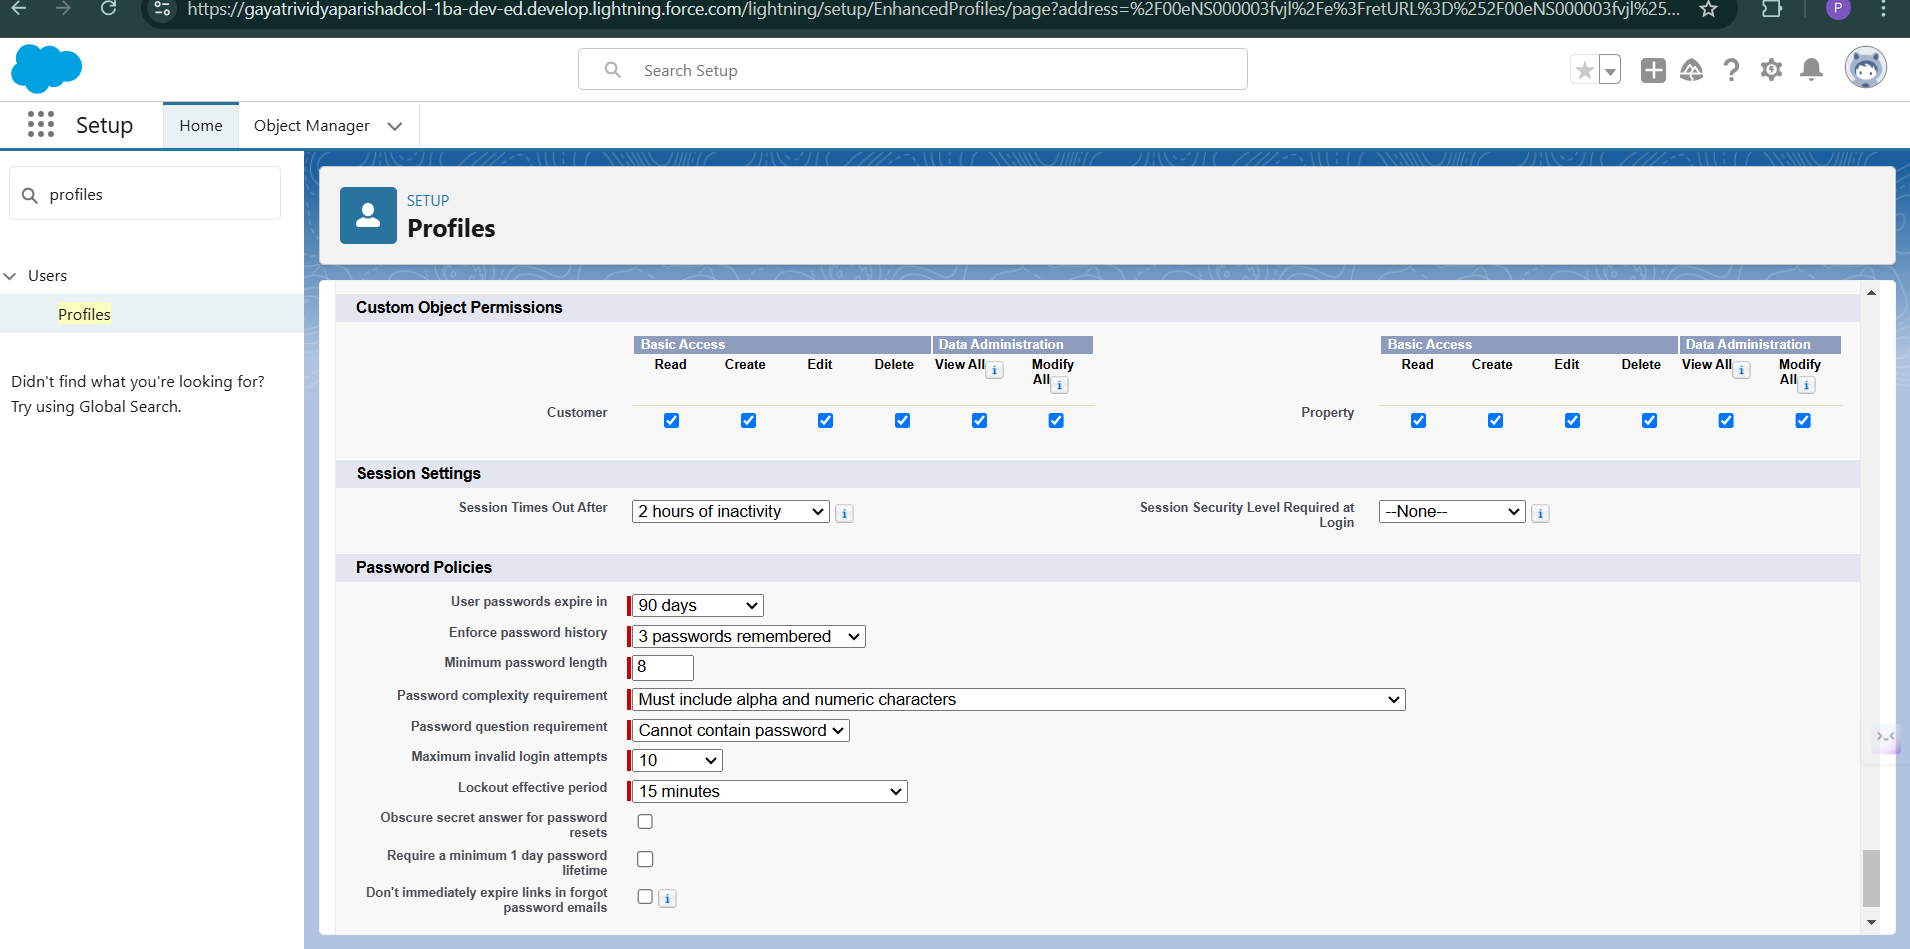 https://gayatrividyaparishadcol-1ba-dev-ed.develop.lightning.force.com/lightning/setup/EnhancedProfiles/page?address=%2F00eNS000003fvjl%2Fe%3FretURL%3D%252F00eNS000003fvjl%25...
P
Search Setup
Setup
Home
Object Manager
profiles
Users
Profiles
Didn't find what you're looking for?
Try using Global Search.
SETUP
Profiles
Custom Object Permissions
Basic Access Data Administration Basic Access Data Administration
Read Create Edit Delete View All Modify All Read Create Edit Delete View All Modify All
Customer Property
Session Settings
Session Times Out After 2 hours of inactivity Session Security Level Required at Login --None--
Password Policies
User passwords expire in 90 days
Enforce password history 3 passwords remembered
Minimum password length 8
Password complexity requirement Must include alpha and numeric characters
Password question requirement Cannot contain password
Maximum invalid login attempts 10
Lockout effective period 15 minutes
Obscure secret answer for password
resets
Require a minimum 1 day password
lifetime
Don't immediately expire links in forgot
password emails